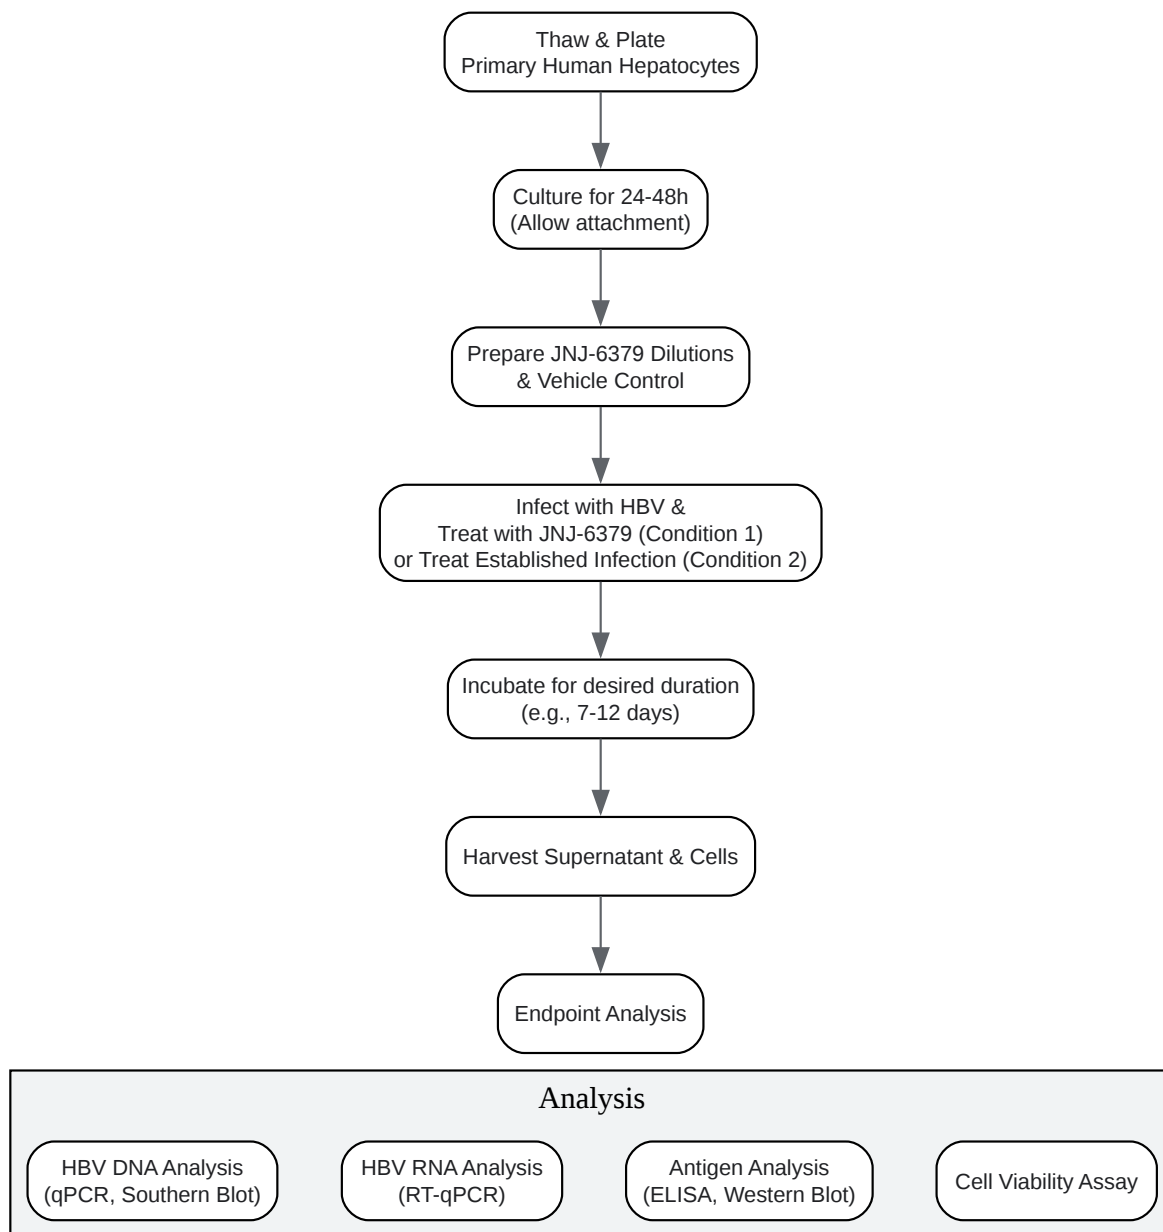 Thaw & Plate
Primary Human Hepatocytes
Culture for 24-48h
(Allow attachment)
Prepare JNJ-6379 Dilutions
& Vehicle Control
Infect with HBV &
Treat with JNJ-6379 (Condition 1)
or Treat Established Infection (Condition 2)
Incubate for desired duration
(e.g., 7-12 days)
Harvest Supernatant & Cells
Endpoint Analysis
Analysis
HBV DNA Analysis
(qPCR, Southern Blot)
HBV RNA Analysis
(RT-qPCR)
Antigen Analysis
(ELISA, Western Blot)
Cell Viability Assay